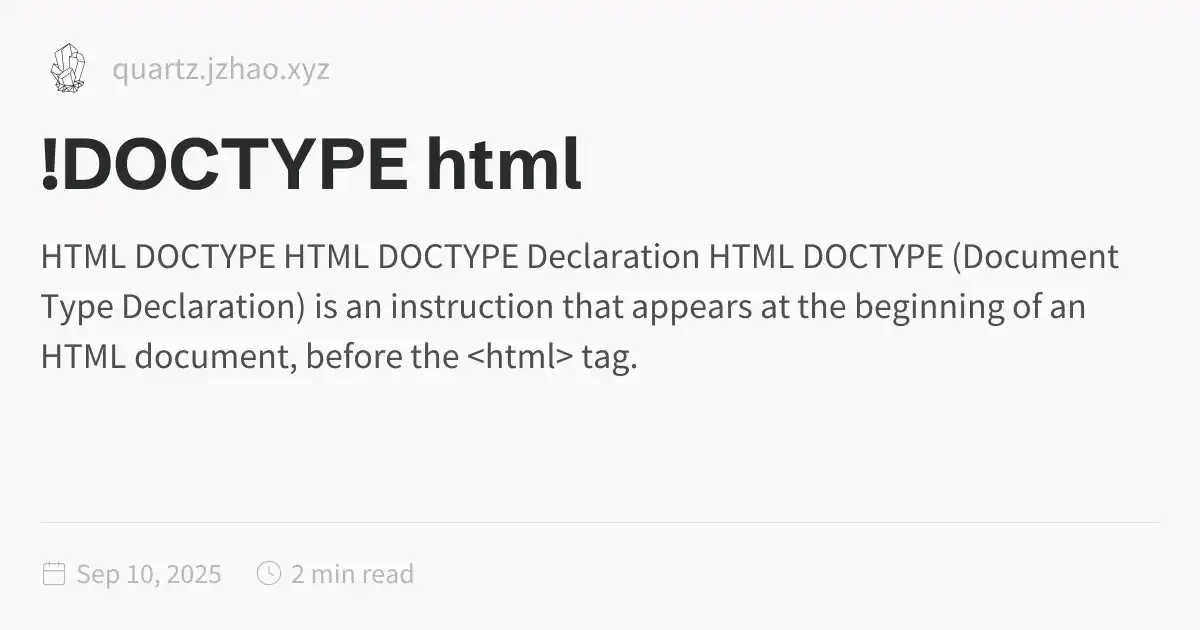 quartz.jzhao.xyz
!DOCTYPE html
HTML DOCTYPE HTML DOCTYPE Declaration HTML DOCTYPE (Document
Type Declaration) is an instruction that appears at the beginning of an
HTML document, before the <html> tag.
Sep 10, 2025 2 min read